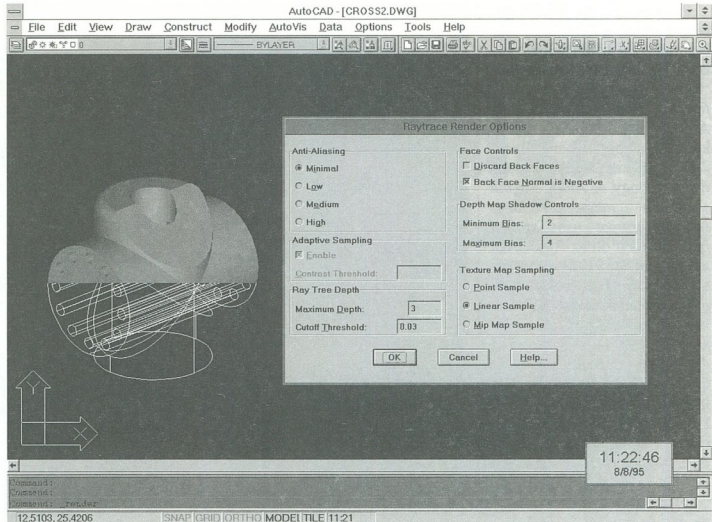 AutoCAD - [CROSS2.DWG]
File Edit View Draw Construct Modify AutoVis Data Options Tools Help
0 BYLAYER
Raytrace Render Options
Anti-Aliasing
Minimal
Low
Medium
High
Adaptive Sampling
Enable
Contrast Threshold:
Ray Tree Depth
Maximum Depth: 3
Cutoff Threshold: 0.03
Face Controls
Discard Back Faces
Back Face Normal is Negative
Depth Map Shadow Controls
Minimum Bias: 2
Maximum Bias: 4
Texture Map Sampling
Point Sample
Linear Sample
Mip Map Sample
OK Cancel Help...
Y
X
11:22:46
8/8/95
Command:
Command:
Command: _render
12.5103,25.4206 SNAP GRID ORTHO MODEL TILE 11:21